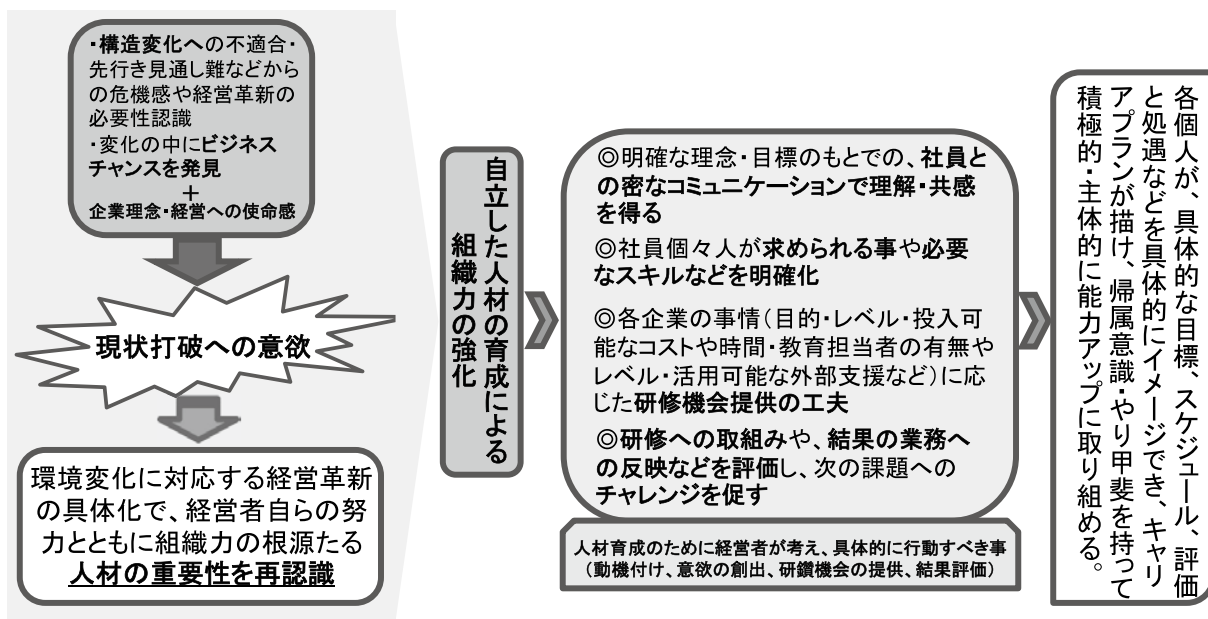 ・構造変化への不適合・
先行き見通し難などから
の危機感や経営革新の
必要性認識
・変化の中にビジネス
チャンスを発見
＋
企業理念・経営への使命感
現状打破への意欲
環境変化に対応する経営革新
の具体化で、経営者自らの努
力とともに組織力の根源たる
人材の重要性を再認識
自立した人材の育成による
組織力の強化
◎明確な理念・目標のもとでの、社員と
の密なコミュニケーションで理解・共感
を得る
◎社員個々人が求められる事や必要
なスキルなどを明確化
◎各企業の事情（目的・レベル・投入可
能なコストや時間・教育担当者の有無や
レベル・活用可能な外部支援など）に応
じた研修機会提供の工夫
◎研修への取組みや、結果の業務へ
の反映などを評価し、次の課題への
チャレンジを促す
人材育成のために経営者が考え、具体的に行動すべき事
（動機付け、意欲の創出、研鑽機会の提供、結果評価）
各個人が、具体的な目標、スケジュール、評価
と処遇などを具体的にイメージでき、キャリ
アプランが描け、帰属意識・やり甲斐を持って
積極的・主体的に能力アップに取り組める。